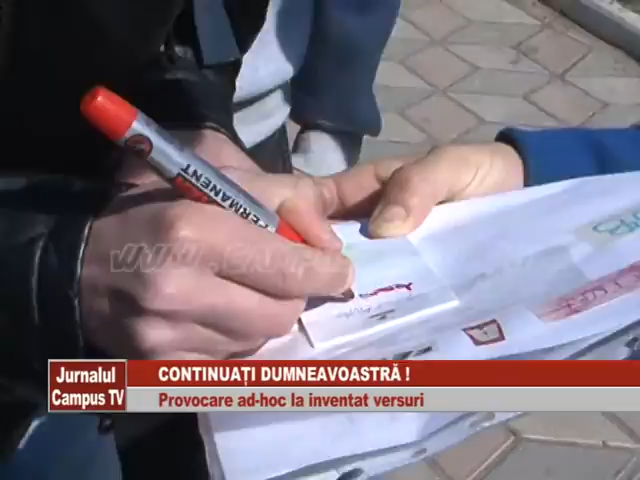 PERMANENT
Jurnalul
Campus TV
CONTINUAȚI DUMNEAVOASTRĂ !
Provocare ad-hoc la inventat versuri